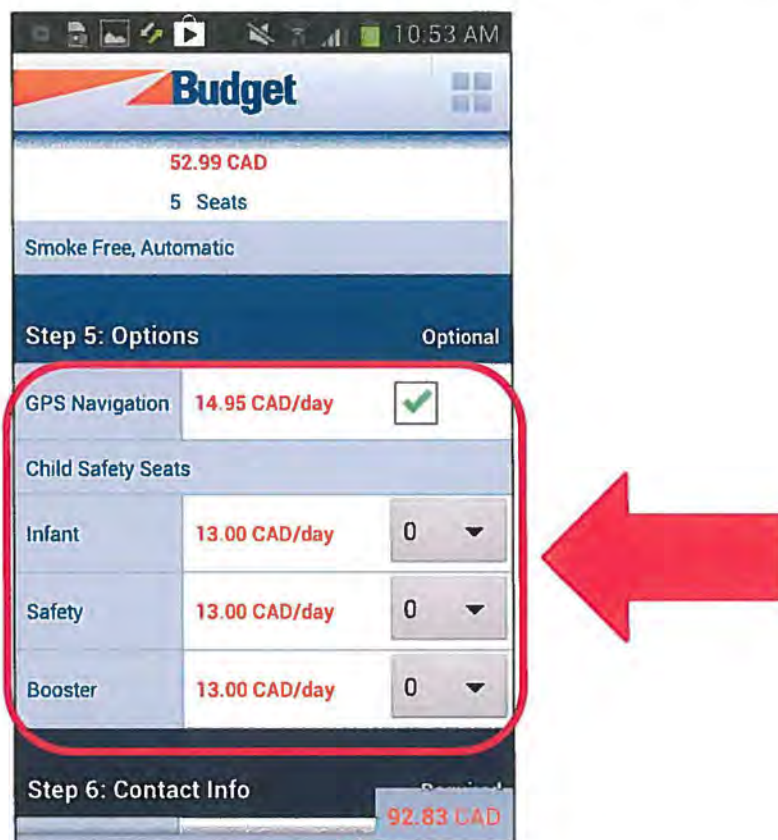 10:53 AM
Budget
52.99 CAD
5 Seats
Smoke Free, Automatic
Step 5: Options Optional
GPS Navigation 14.95 CAD/day
Child Safety Seats
Infant 13.00 CAD/day 0
Safety 13.00 CAD/day 0
Booster 13.00 CAD/day 0
Step 6: Contact Info Required
92.83 CAD